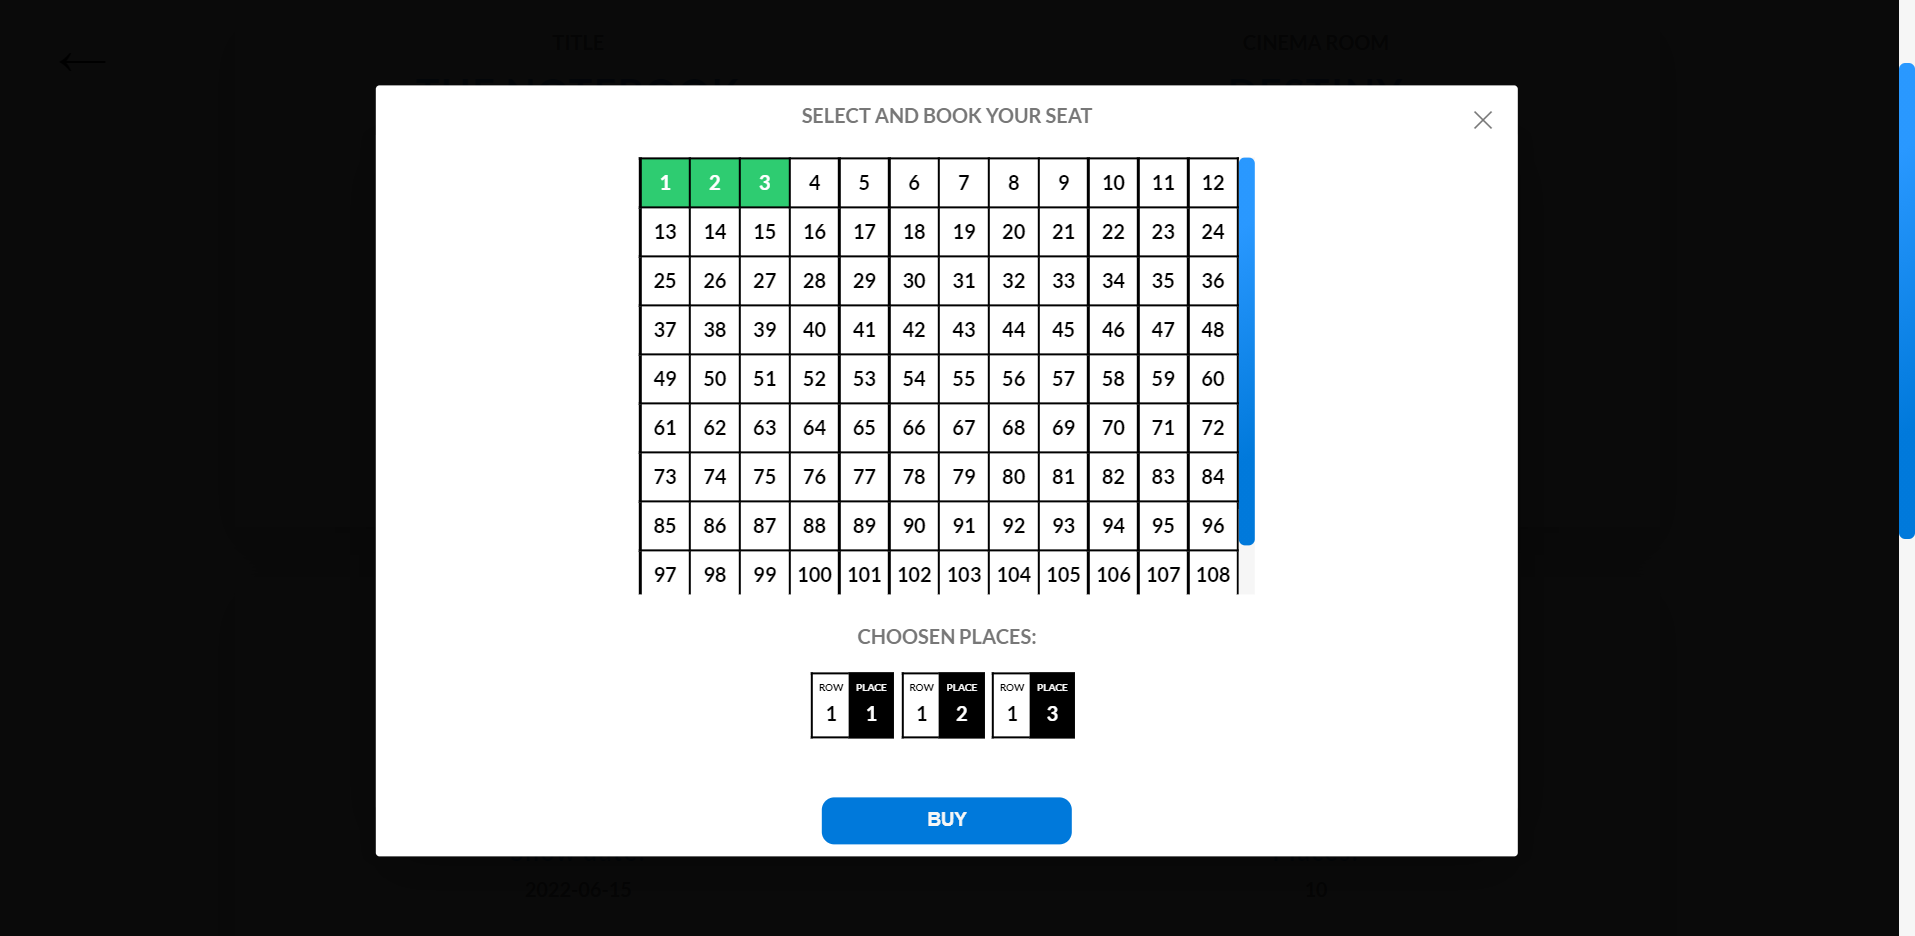 TITLE CINEMA ROOM
THE NOTEBOOK DESTINY
SELECT AND BOOK YOUR SEAT
1 2 3 4 5 6 7 8 9 10 11 12
13 14 15 16 17 18 19 20 21 22 23 24
25 26 27 28 29 30 31 32 33 34 35 36
37 38 39 40 41 42 43 44 45 46 47 48
49 50 51 52 53 54 55 56 57 58 59 60
61 62 63 64 65 66 67 68 69 70 71 72
73 74 75 76 77 78 79 80 81 82 83 84
85 86 87 88 89 90 91 92 93 94 95 96
97 98 99 100 101 102 103 104 105 106 107 108
CHOOSEN PLACES:
ROW PLACE ROW PLACE ROW PLACE
1 1 1 2 1 3
BUY
2022-06-15 10